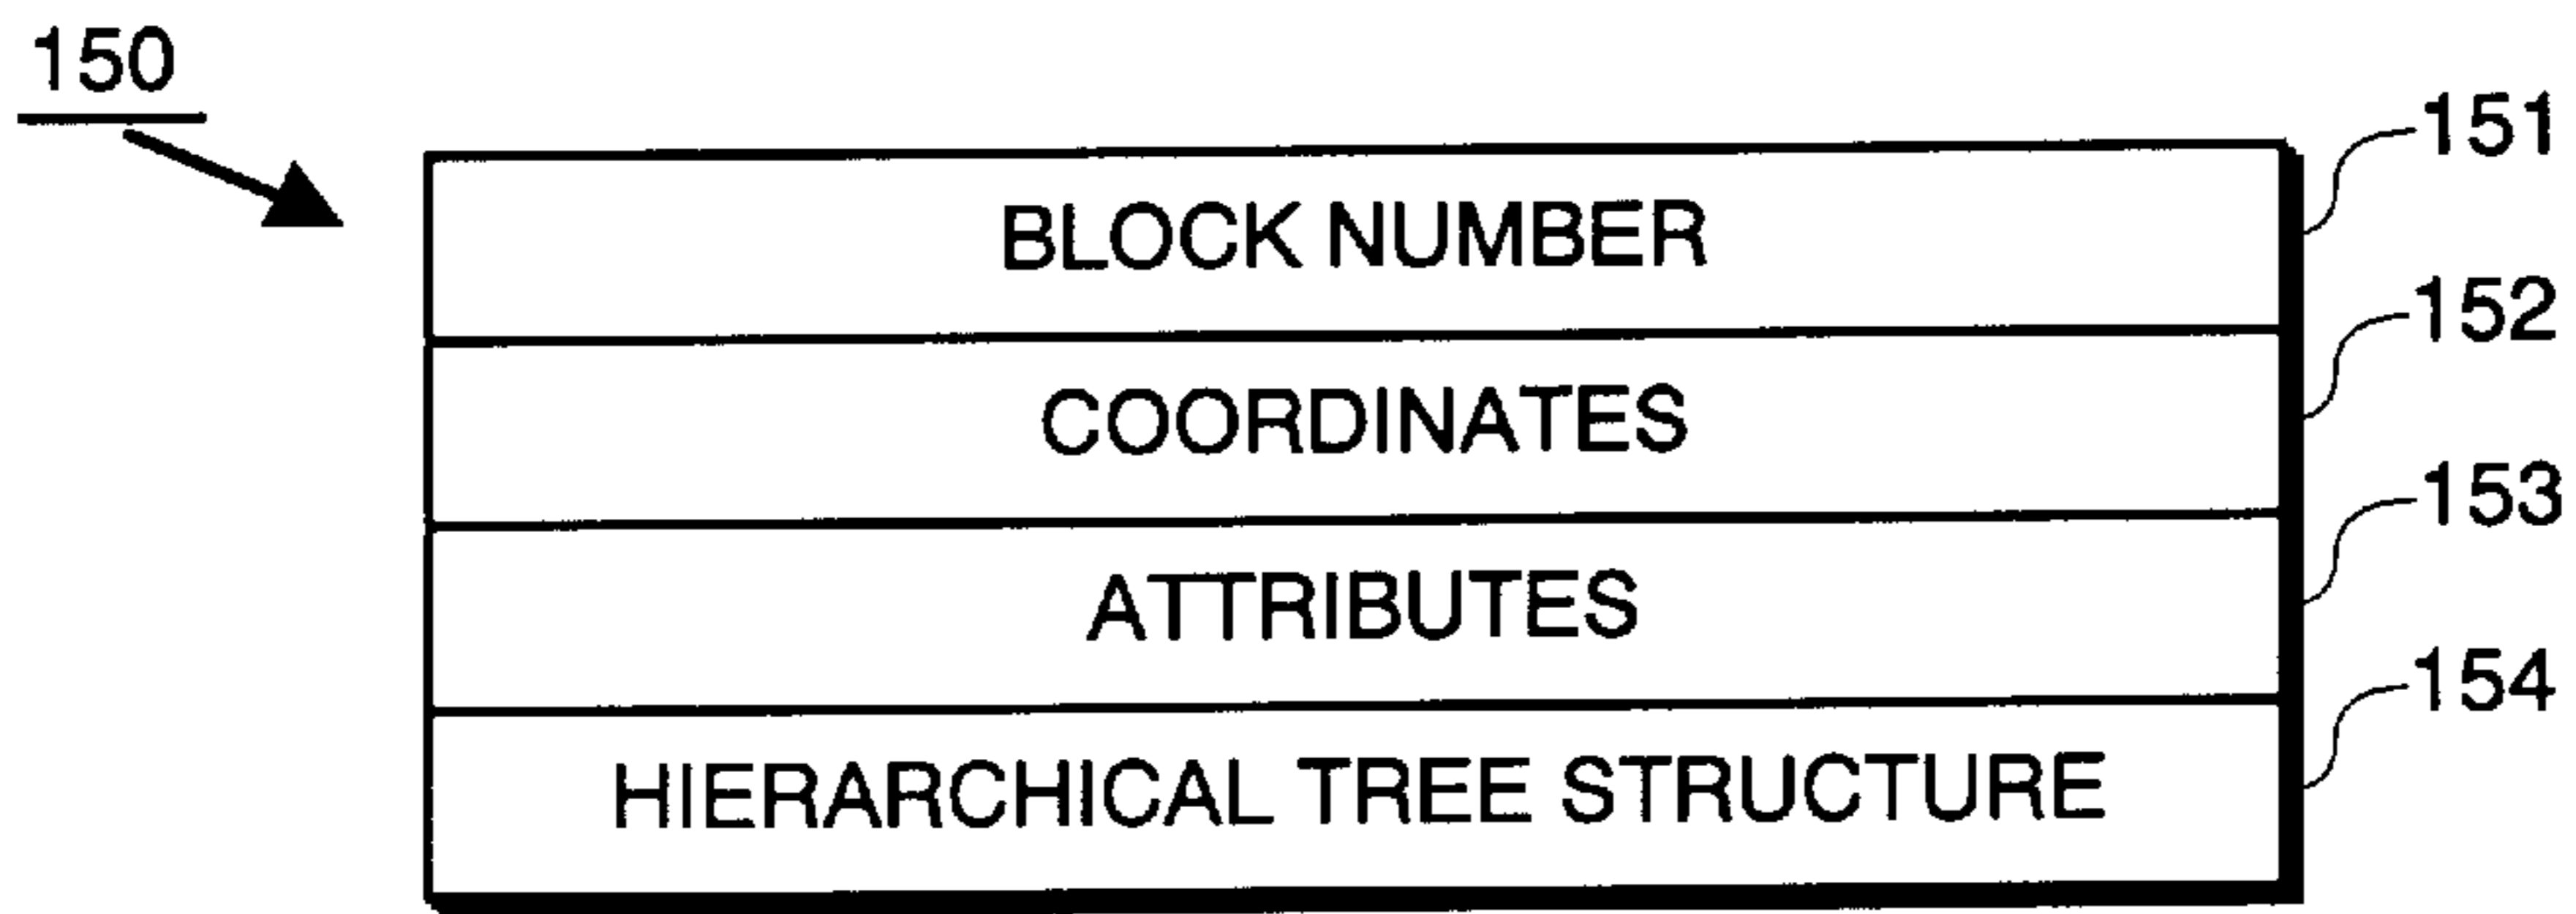 150
BLOCK NUMBER 151
COORDINATES 152
ATTRIBUTES 153
HIERARCHICAL TREE STRUCTURE 154